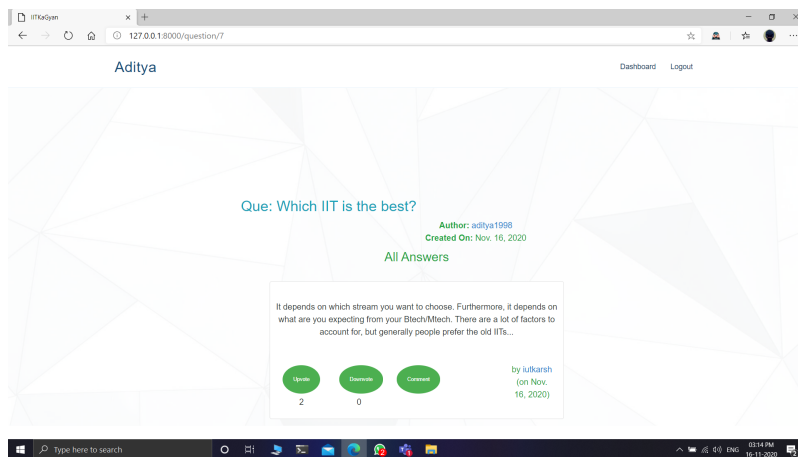 IITKaGyan
127.0.0.1:8000/question/7
Aditya
Dashboard Logout
Que: Which IIT is the best?
Author: aditya1998
Created On: Nov. 16, 2020
All Answers
It depends on which stream you want to choose. Furthermore, it depends on
what are you expecting from your Btech/Mtech. There are a lot of factors to
account for, but generally people prefer the old IITs...
Upvote Downvote Comment
2 0
by iutkarsh
(on Nov.
16, 2020)
Type here to search
ENG
03:14 PM
16-11-2020